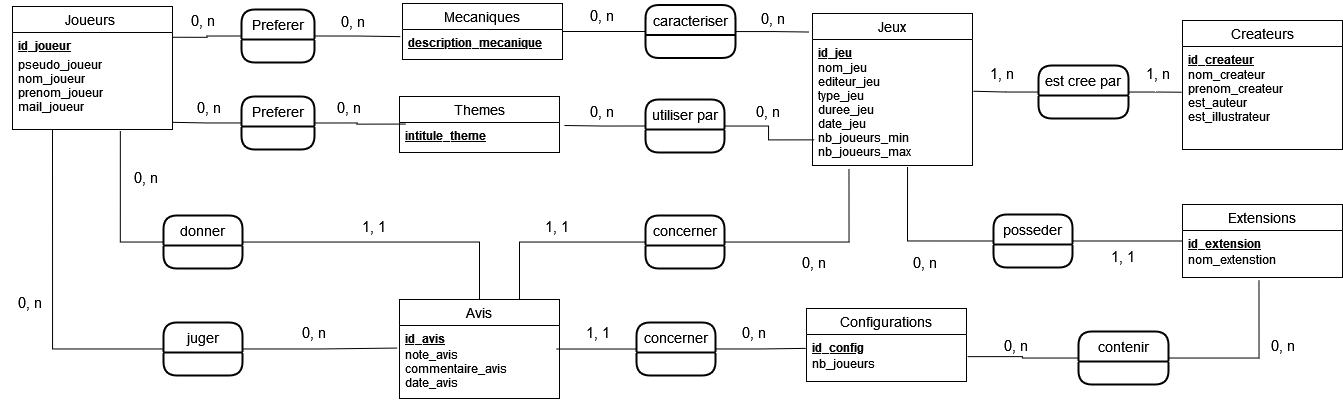 Joueurs
id_joueur
pseudo_joueur
nom_joueur
prenom_joueur
mail_joueur
0, n
Preferer
0, n
Mecaniques
description_mecanique
0, n
caracteriser
0, n
Jeux
id_jeu
nom_jeu
editeur_jeu
type_jeu
duree_jeu
date_jeu
nb_joueurs_min
nb_joueurs_max
1, n
est cree par
1, n
Createurs
id_createur
nom_createur
prenom_createur
est_auteur
est_illustrateur
0, n
Preferer
0, n
Themes
intitule_theme
0, n
utiliser par
0, n
0, n
donner
1, 1
1, 1
concerner
0, n
0, n
posseder
1, 1
Extensions
id_extension
nom_extenstion
0, n
juger
0, n
Avis
id_avis
note_avis
commentaire_avis
date_avis
1, 1
concerner
0, n
Configurations
id_config
nb_joueurs
0, n
contenir
0, n